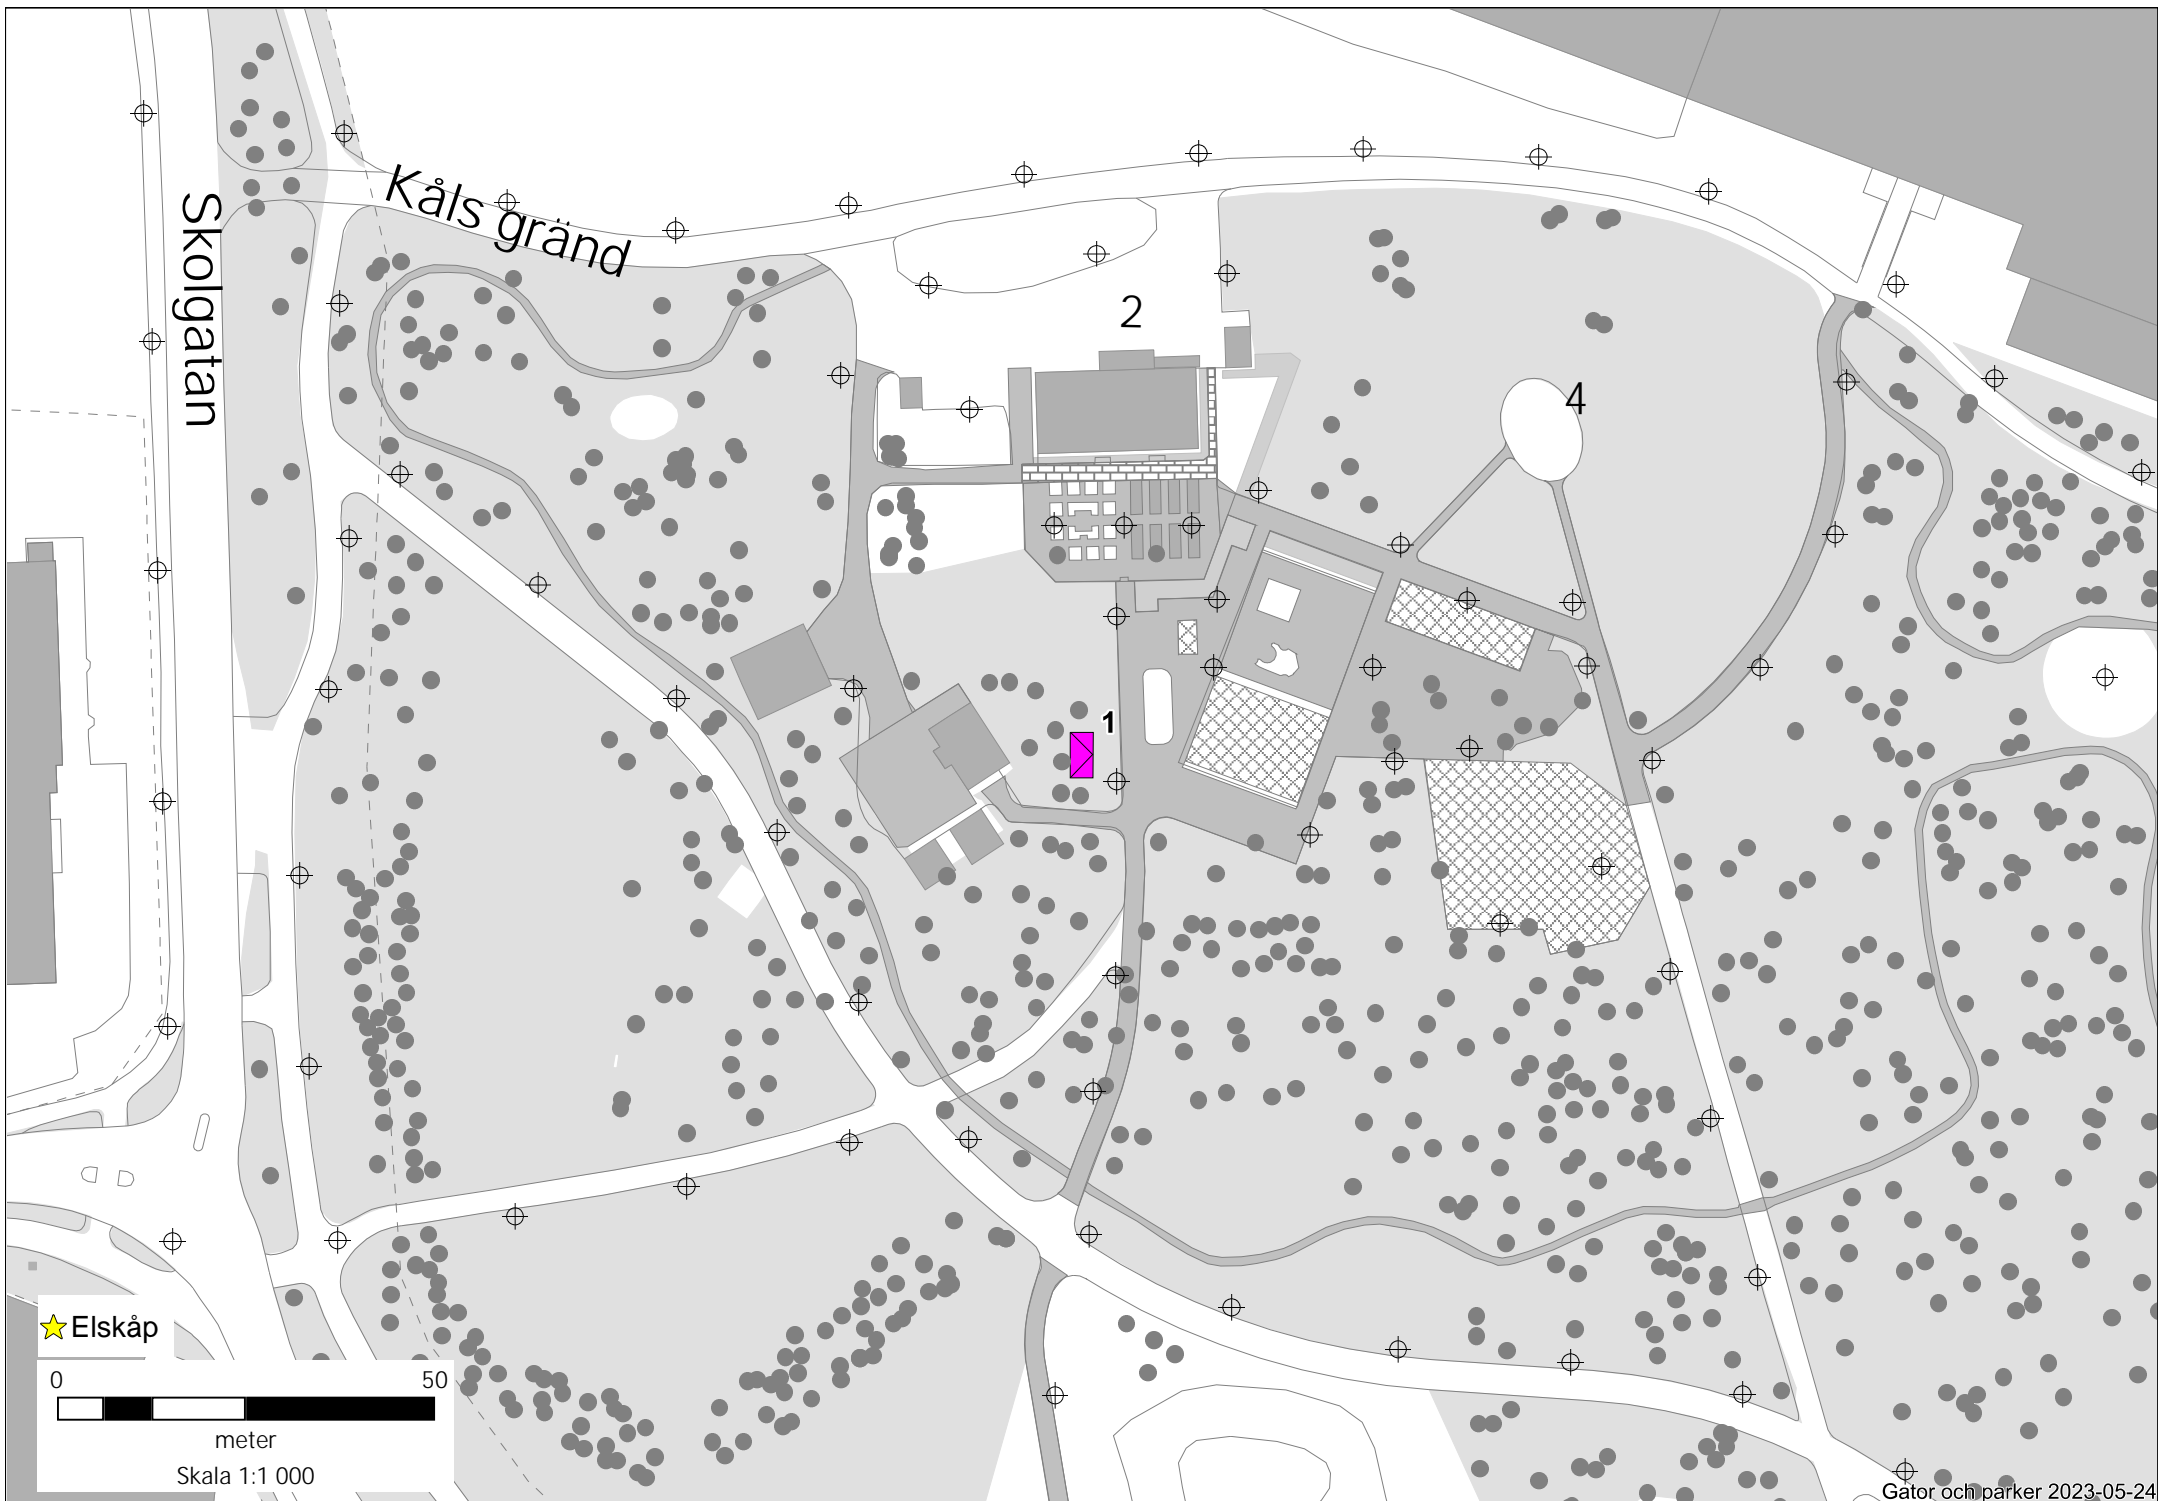 Kåls gränd
Skolgatan
2
4
1
Elskåp
0 50
meter
Skala 1:1 000
Gator och parker 2023-05-24